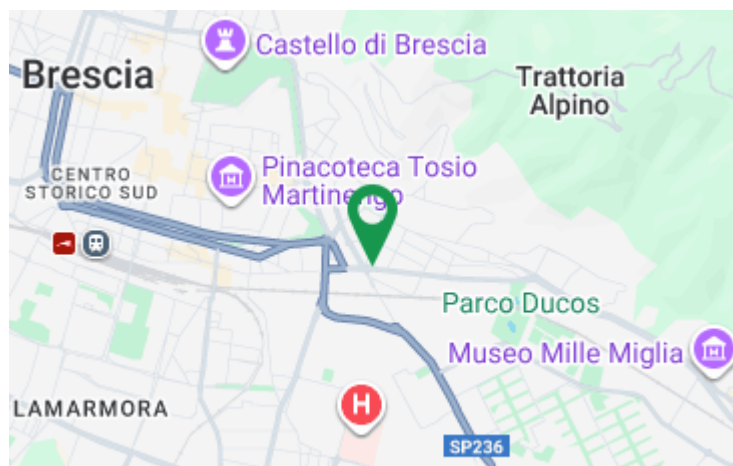 Castello di Brescia
Brescia
Trattoria
Alpino
CENTRO
STORICO SUD
Pinacoteca Tosio
Martinengo
Parco Ducos
Museo Mille Miglia
LAMARMORA
H
SP236